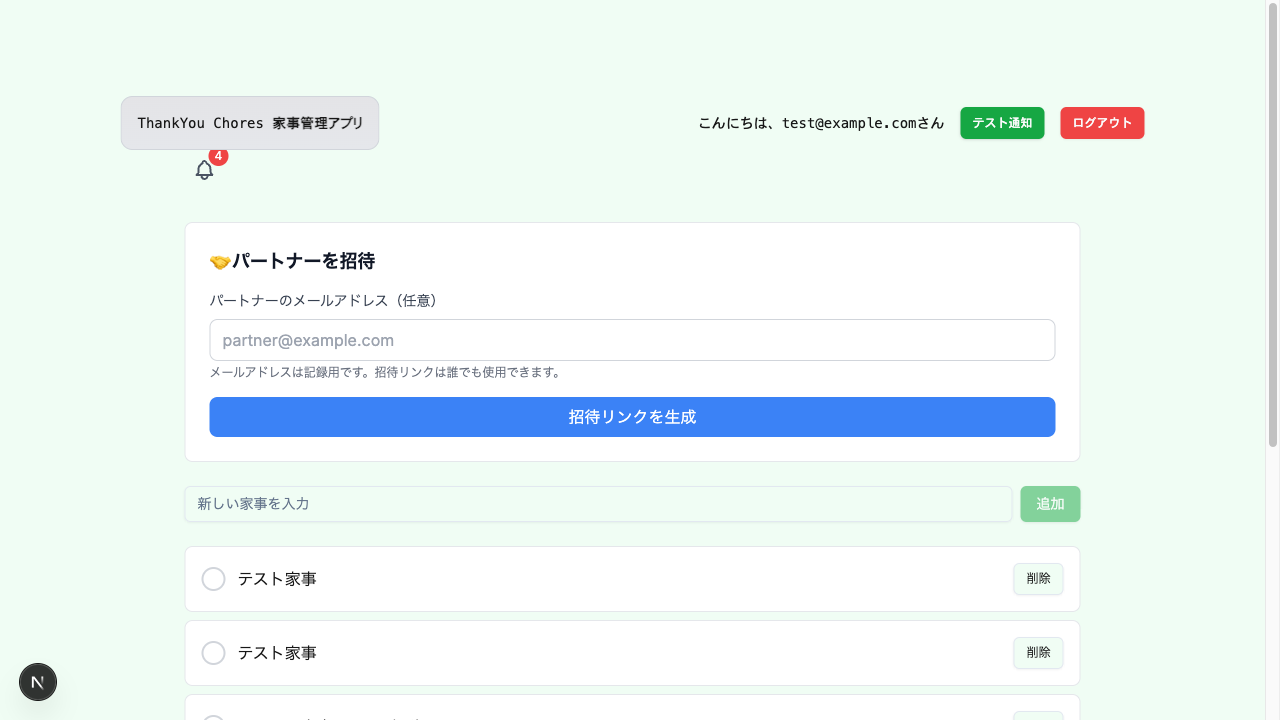 ThankYou Chores 家事管理アプリ
こんにちは、test@example.comさん
テスト通知
ログアウト
4
🤝パートナーを招待
パートナーのメールアドレス（任意）
partner@example.com
メールアドレスは記録用です。招待リンクは誰でも使用できます。
招待リンクを生成
新しい家事を入力
追加
テスト家事
削除
テスト家事
削除
N